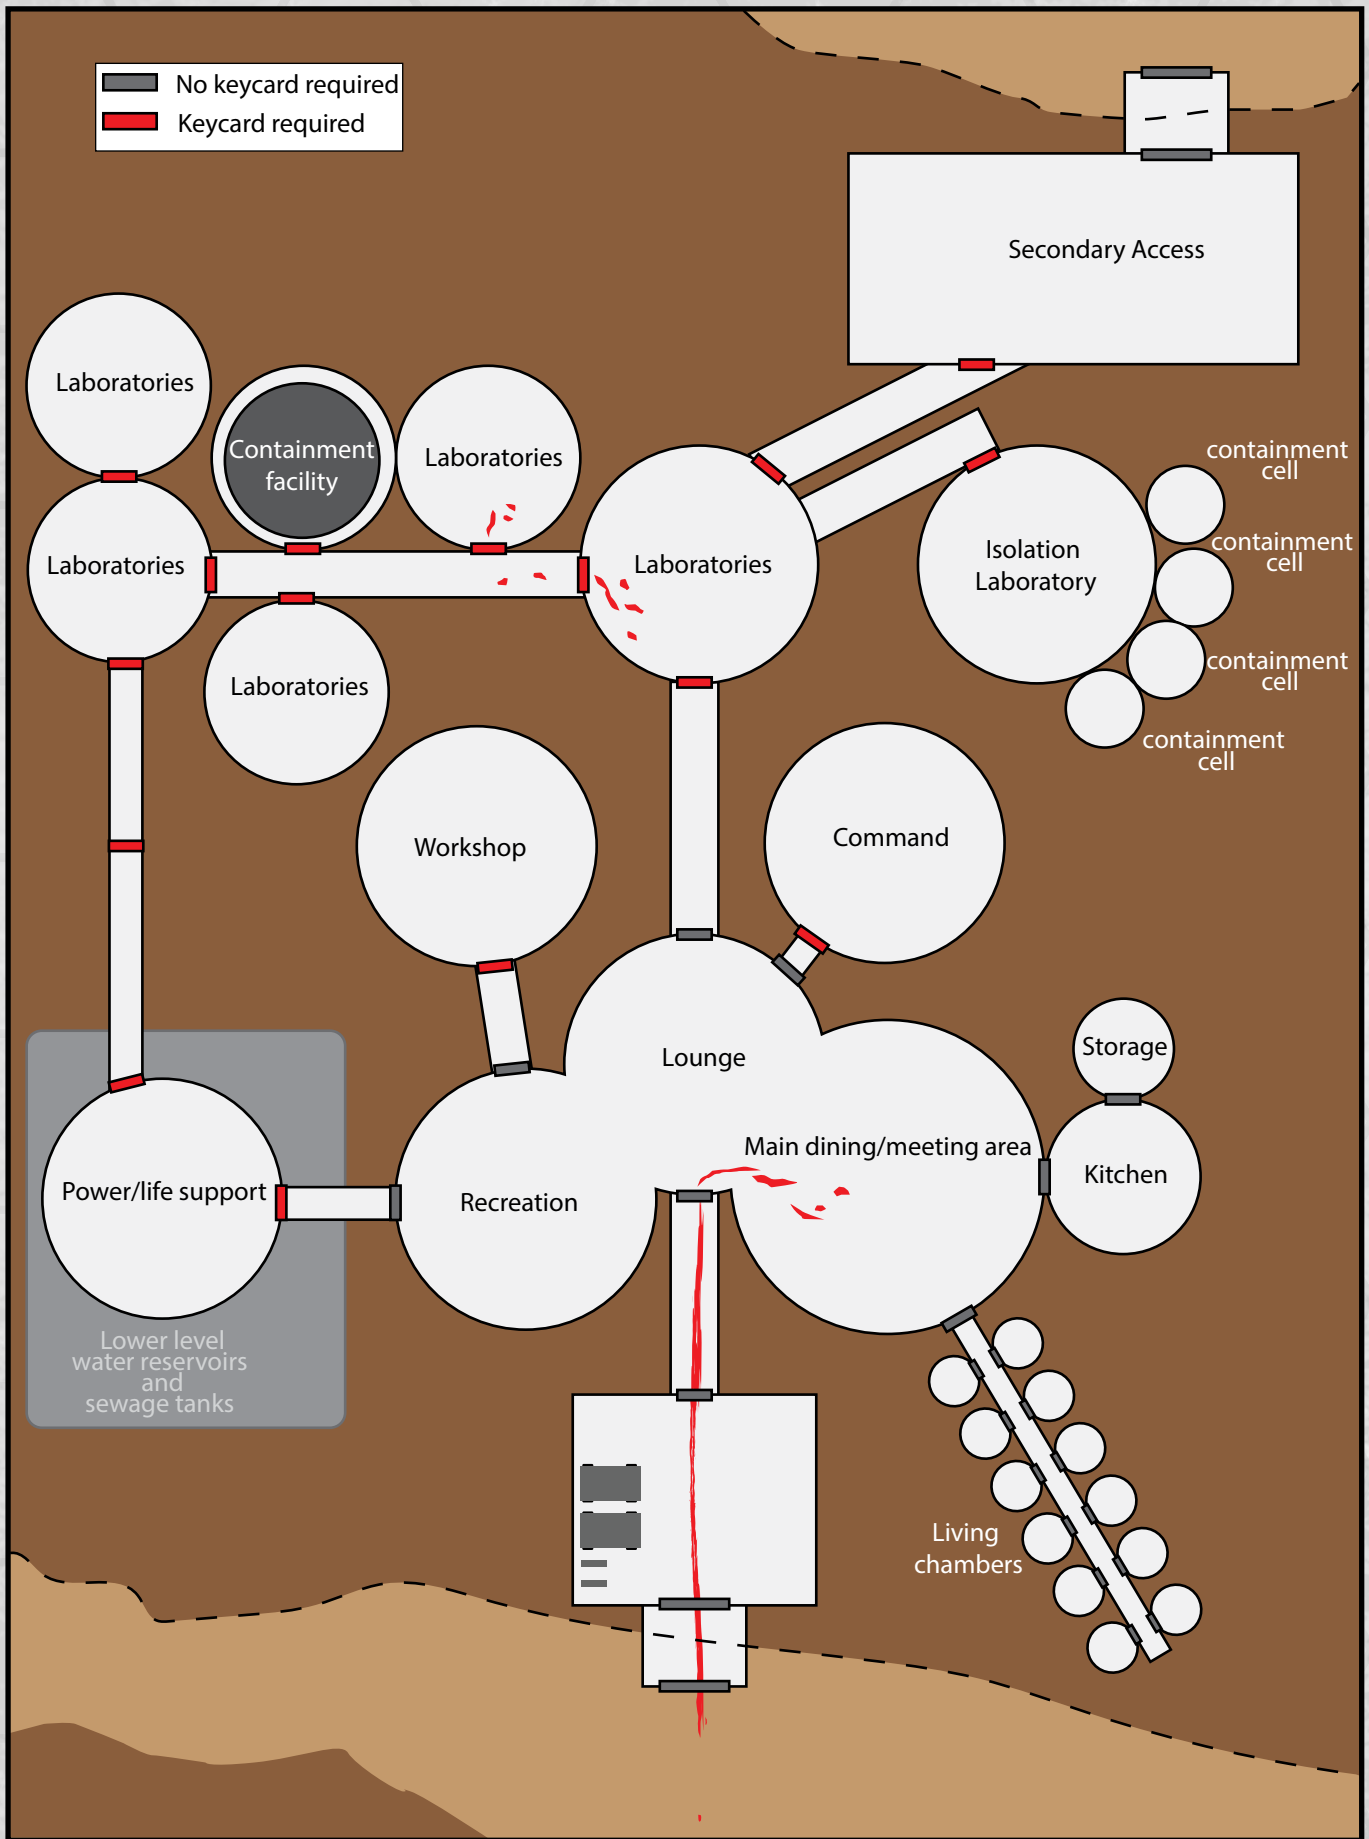 No keycard required
Keycard required
Secondary Access
Laboratories
Containment
facility
Laboratories
containment
cell
Laboratories
Laboratories
Isolation
Laboratory
containment
cell
Laboratories
containment
cell
containment
cell
Workshop
Command
Lounge
Storage
Main dining/meeting area
Kitchen
Power/life support
Recreation
Lower level
water reservoirs
and
sewage tanks
Living
chambers